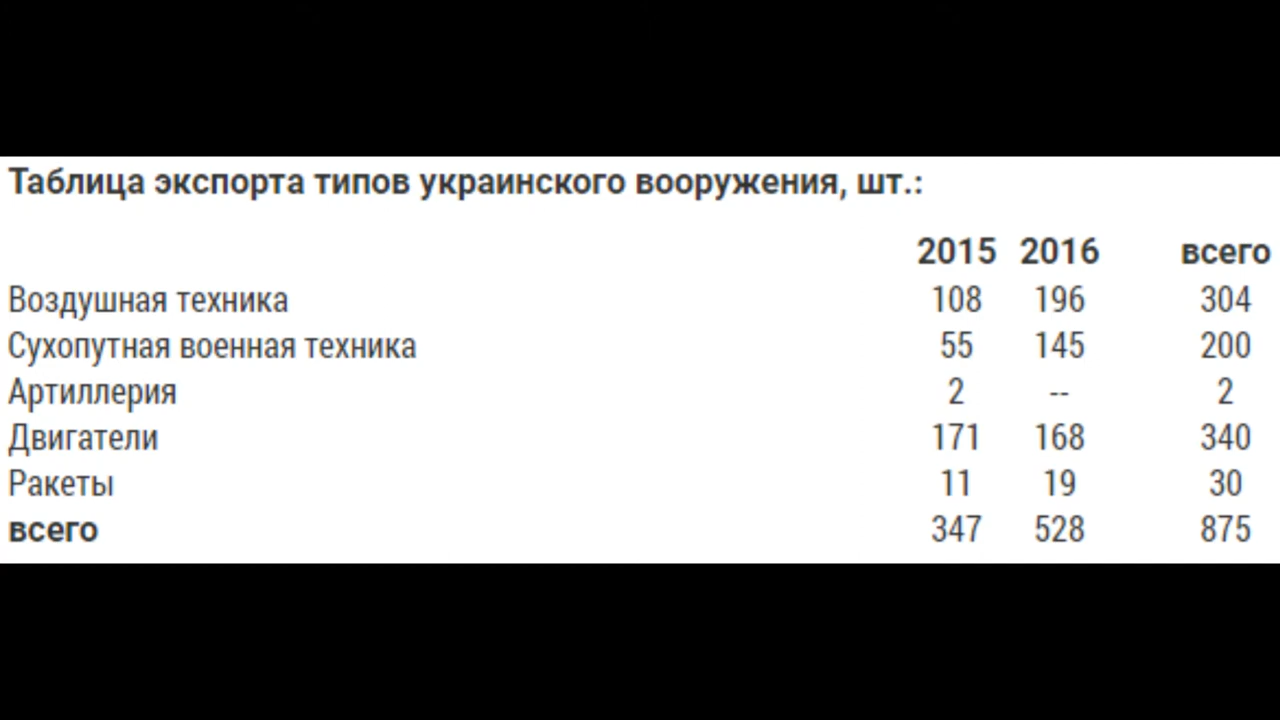 Таблица экспорта типов украинского вооружения, шт.:
2015 2016 всего
Воздушная техника 108 196 304
Сухопутная военная техника 55 145 200
Артиллерия 2 -- 2
Двигатели 171 168 340
Ракеты 11 19 30
всего 347 528 875